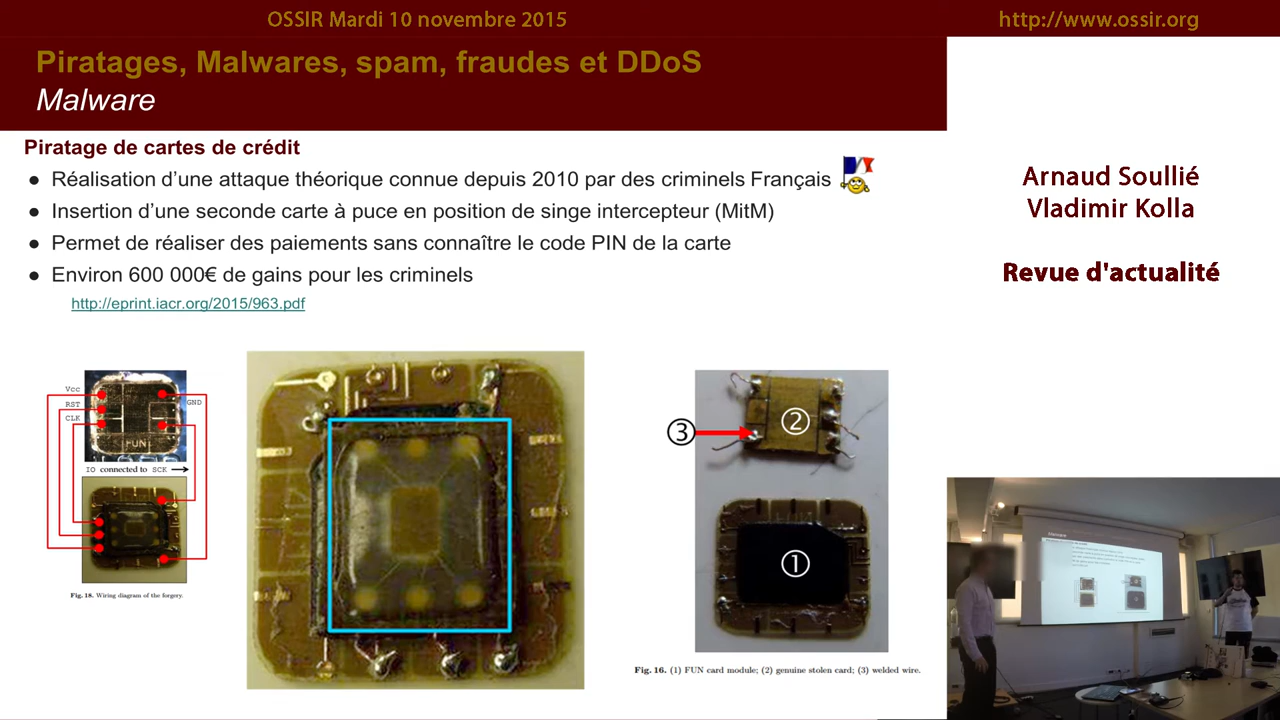 OSSIR Mardi 10 novembre 2015
http://www.ossir.org
Piratages, Malwares, spam, fraudes et DDoS
Malware
Arnaud Soullié
Vladimir Kolla
Revue d'actualité
Piratage de cartes de crédit
● Réalisation d'une attaque théorique connue depuis 2010 par des criminels Français
● Insertion d'une seconde carte à puce en position de singe intercepteur (MitM)
● Permet de réaliser des paiements sans connaître le code PIN de la carte
● Environ 600 000€ de gains pour les criminels
http://eprint.iacr.org/2015/963.pdf
Vcc
RST
CLK
GND
FUN
IO connected to SCK
Fig. 18. Wiring diagram of the forgery.
③
②
①
Fig. 16. (1) FUN card module; (2) genuine stolen card; (3) welded wire.
Malware